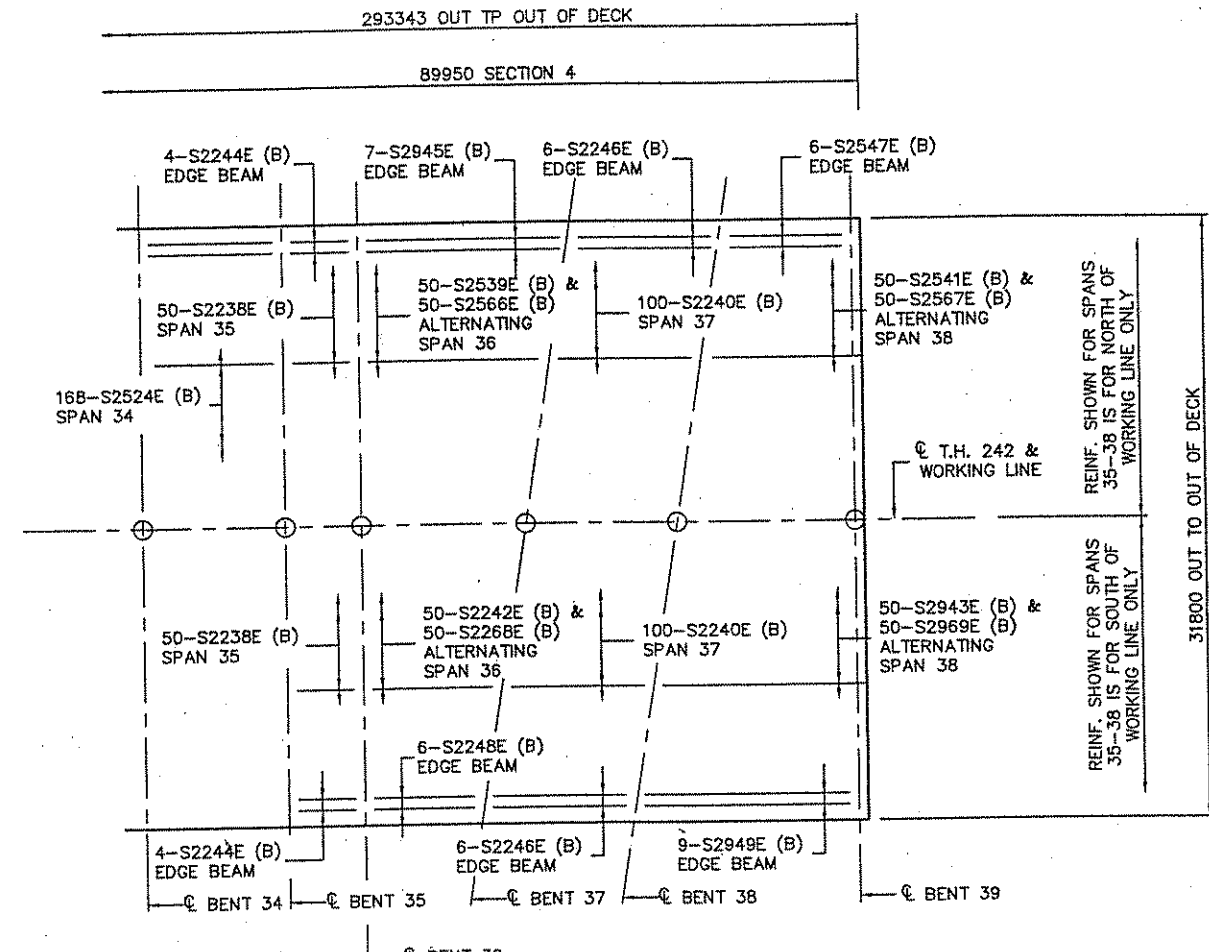 293343 OUT TP OUT OF DECK
89950 SECTION 4
4-S2244E (B)
EDGE BEAM
7-S2945E (B)
EDGE BEAM
6-S2246E (B)
EDGE BEAM
6-S2547E (B)
EDGE BEAM
50-S2238E (B)
SPAN 35
50-S2539E (B) &
50-S2566E (B)
ALTERNATING
SPAN 36
100-S2240E (B)
SPAN 37
50-S2541E (B) &
50-S2567E (B)
ALTERNATING
SPAN 38
168-S2524E (B)
SPAN 34
℄ T.H. 242 &
WORKING LINE
REINF. SHOWN FOR SPANS
35-38 IS FOR NORTH OF
WORKING LINE ONLY
31800 OUT TO OUT OF DECK
50-S2238E (B)
SPAN 35
50-S2242E (B) &
50-S2268E (B)
ALTERNATING
SPAN 36
100-S2240E (B)
SPAN 37
50-S2943E (B) &
50-S2969E (B)
ALTERNATING
SPAN 38
REINF. SHOWN FOR SPANS
35-38 IS FOR SOUTH OF
WORKING LINE ONLY
6-S2248E (B)
EDGE BEAM
4-S2244E (B)
EDGE BEAM
6-S2246E (B)
EDGE BEAM
9-S2949E (B)
EDGE BEAM
℄ BENT 34
℄ BENT 35
℄ BENT 37
℄ BENT 38
℄ BENT 39